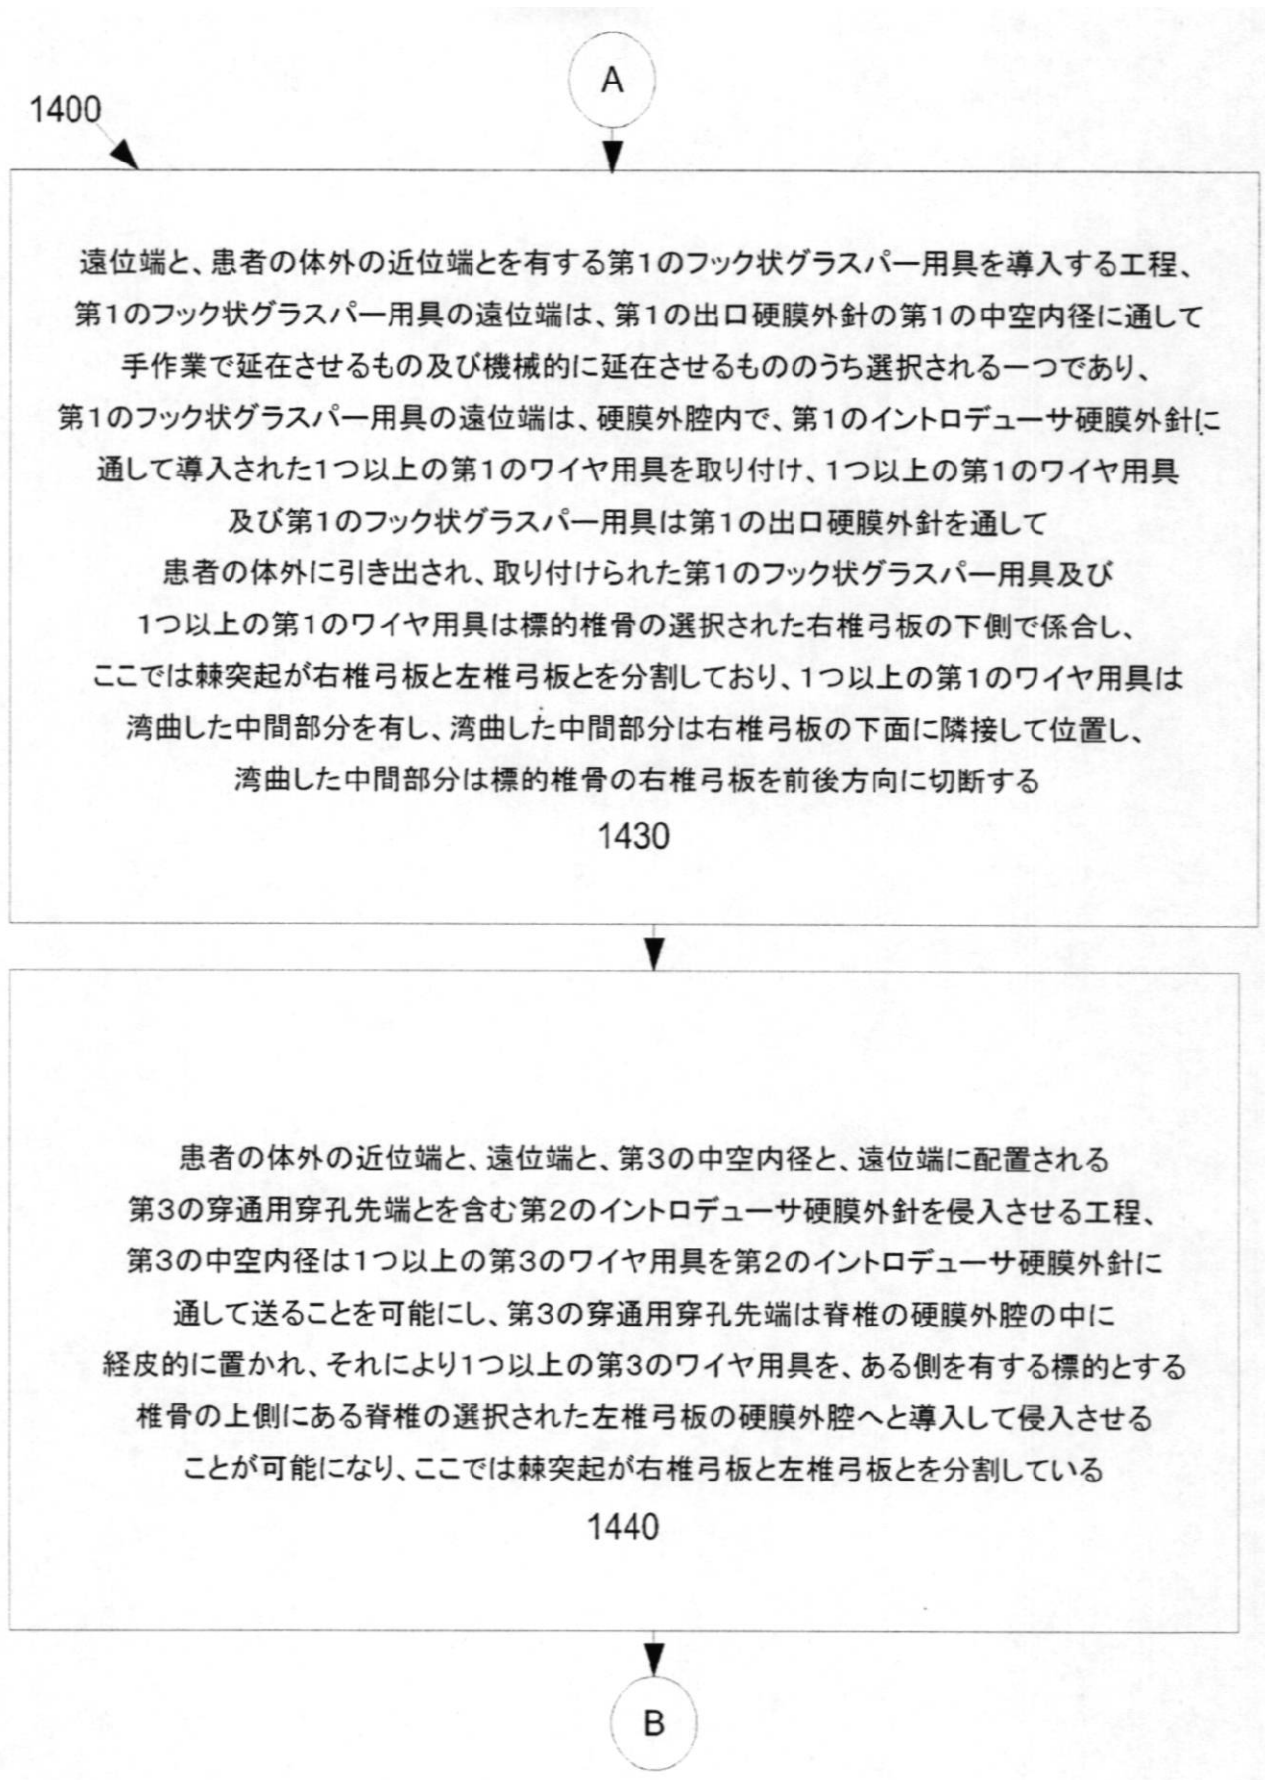 A
1400
遠位端と、患者の体外の近位端とを有する第1のフック状グラスパー用具を導入する工程、
第1のフック状グラスパー用具の遠位端は、第1の出口硬膜外針の第1の中空内径に通して
手作業で延在させるもの及び機械的に延在させるもののうち選択される一つであり、
第1のフック状グラスパー用具の遠位端は、硬膜外腔内で、第1のイントロデューサ硬膜外針に
通して導入された1つ以上の第1のワイヤ用具を取り付け、1つ以上の第1のワイヤ用具
及び第1のフック状グラスパー用具は第1の出口硬膜外針を通して
患者の体外に引き出され、取り付けられた第1のフック状グラスパー用具及び
1つ以上の第1のワイヤ用具は標的椎骨の選択された右椎弓板の下側で係合し、
ここでは棘突起が右椎弓板と左椎弓板とを分割しており、1つ以上の第1のワイヤ用具は
湾曲した中間部分を有し、湾曲した中間部分は右椎弓板の下面に隣接して位置し、
湾曲した中間部分は標的椎骨の右椎弓板を前後方向に切断する
1430
患者の体外の近位端と、遠位端と、第3の中空内径と、遠位端に配置される
第3の穿通用穿孔先端とを含む第2のイントロデューサ硬膜外針を侵入させる工程、
第3の中空内径は1つ以上の第3のワイヤ用具を第2のイントロデューサ硬膜外針に
通して送ることを可能にし、第3の穿通用穿孔先端は脊椎の硬膜外腔の中に
経皮的に置かれ、それにより1つ以上の第3のワイヤ用具を、ある側を有する標的とする
椎骨の上側にある脊椎の選択された左椎弓板の硬膜外腔へと導入して侵入させる
ことが可能になり、ここでは棘突起が右椎弓板と左椎弓板とを分割している
1440
B